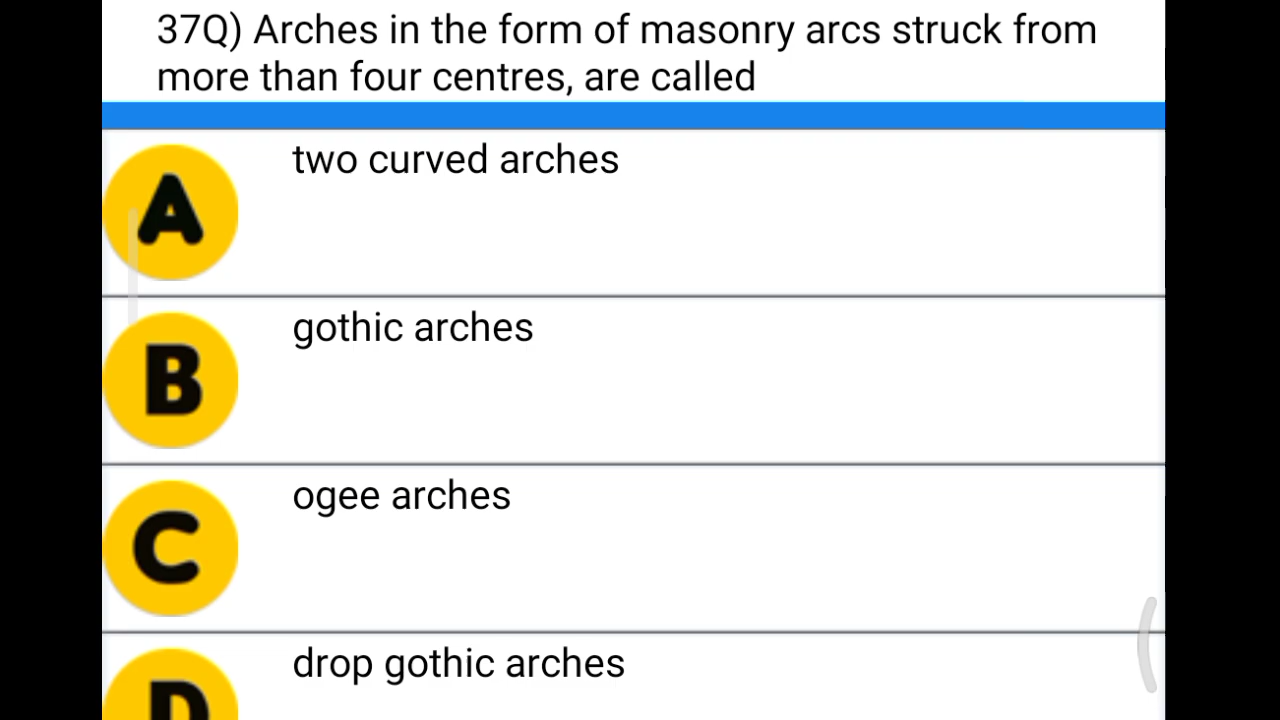 37Q) Arches in the form of masonry arcs struck from
more than four centres, are called
A two curved arches
B gothic arches
C ogee arches
D drop gothic arches